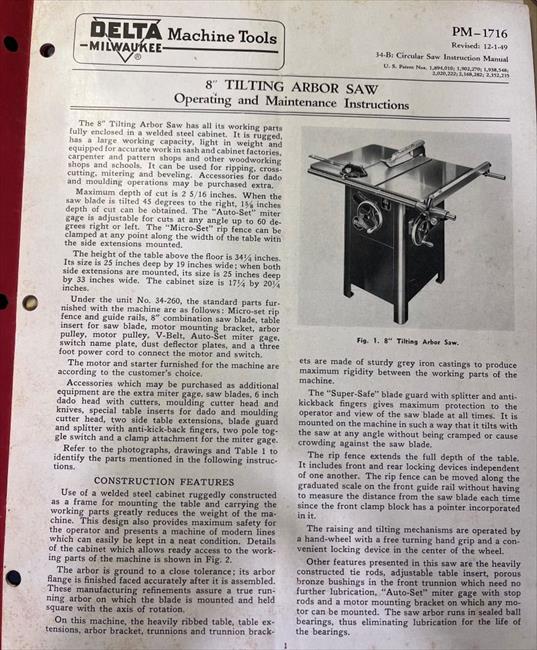 DELTA
MILWAUKEE
Machine Tools
PM-1716
Revised: 12-1-49
34-B: Circular Saw Instruction Manual
U. S. Patent Nos. 1,894,010; 1,902,270; 1,938,548;
2,020,222; 2,168,282; 2,352,235
8" TILTING ARBOR SAW
Operating and Maintenance Instructions
The 8" Tilting Arbor Saw has all its working parts
fully enclosed in a welded steel cabinet. It is rugged,
has a large working capacity, light in weight and
equipped for accurate work in sash and cabinet factories,
carpenter and pattern shops and other woodworking
shops and schools. It can be used for ripping, cross-
cutting, mitering and beveling. Accessories for dado
and moulding operations may be purchased extra.
Maximum depth of cut is 2 5/16 inches. When the
saw blade is tilted 45 degrees to the right, 1⅝ inches
depth of cut can be obtained. The "Auto-Set" miter
gage is adjustable for cuts at any angle up to 60 de-
grees right or left. The "Micro-Set" rip fence can be
clamped at any point along the width of the table with
the side extensions mounted.
The height of the table above the floor is 34¼ inches.
Its size is 25 inches deep by 19 inches wide; when both
side extensions are mounted, its size is 25 inches deep
by 33 inches wide. The cabinet size is 17¼ by 20¼
inches.
Under the unit No. 34-260, the standard parts fur-
nished with the machine are as follows: Micro-set rip
fence and guide rails, 8" combination saw blade, table
insert for saw blade, motor mounting bracket, arbor
pulley, motor pulley, V-Belt, Auto-Set miter gage,
switch name plate, dust deflector plates, and a three
foot power cord to connect the motor and switch.
The motor and starter furnished for the machine are
according to the customer's choice.
Accessories which may be purchased as additional
equipment are the extra miter gage, saw blades, 6 inch
dado head with cutters, moulding cutter head and
knives, special table inserts for dado and moulding
cutter head, two side table extensions, blade guard
and splitter with anti-kick-back fingers, two pole tog-
gle switch and a clamp attachment for the miter gage.
Refer to the photographs, drawings and Table 1 to
identify the parts mentioned in the following instruc-
tions.
CONSTRUCTION FEATURES
Use of a welded steel cabinet ruggedly constructed
as a frame for mounting the table and carrying the
working parts greatly reduces the weight of the ma-
chine. This design also provides maximum safety for
the operator and presents a machine of modern lines
which can easily be kept in a neat condition. Details
of the cabinet which allows ready access to the work-
ing parts of the machine is shown in Fig. 2.
The arbor is ground to a close tolerance; its arbor
flange is finished faced accurately after it is assembled.
These manufacturing refinements assure a true run-
ning arbor on which the blade is mounted and held
square with the axis of rotation.
On this machine, the heavily ribbed table, table ex-
tensions, arbor bracket, trunnions and trunnion brack-
Fig. 1. 8" Tilting Arbor Saw.
ets are made of sturdy grey iron castings to produce
maximum rigidity between the working parts of the
machine.
The "Super-Safe" blade guard with splitter and anti-
kickback fingers gives maximum protection to the
operator and view of the saw blade at all times. It is
mounted on the machine in such a way that it tilts with
the saw at any angle without being cramped or cause
crowding against the saw blade.
The rip fence extends the full depth of the table.
It includes front and rear locking devices independent
of one another. The rip fence can be moved along the
graduated scale on the front guide rail without having
to measure the distance from the saw blade each time
since the front clamp block has a pointer incorporated
in it.
The raising and tilting mechanisms are operated by
a hand-wheel with a free turning hand grip and a con-
venient locking device in the center of the wheel.
Other features presented in this saw are the heavily
constructed tie rods, adjustable table insert, porous
bronze bushings in the front trunnion which need no
further lubrication, "Auto-Set" miter gage with stop
rods and a motor mounting bracket on which any mo-
tor can be mounted. The saw arbor runs in sealed ball
bearings, thus eliminating lubrication for the life of
the bearings.
1